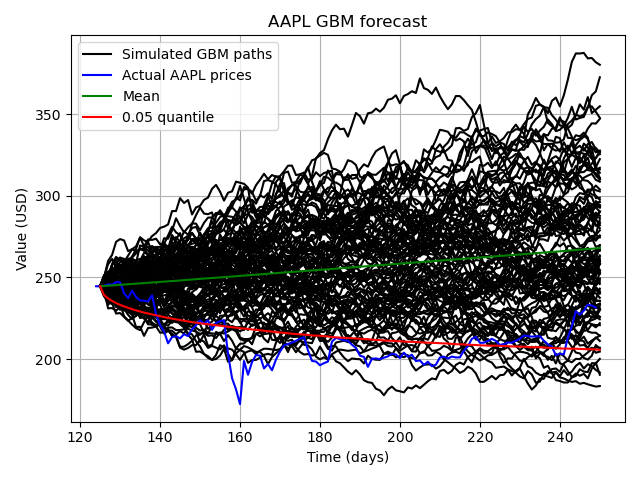 AAPL GBM forecast
Simulated GBM paths
Actual AAPL prices
Mean
0.05 quantile
350
300
250
200
Value (USD)
120 140 160 180 200 220 240
Time (days)